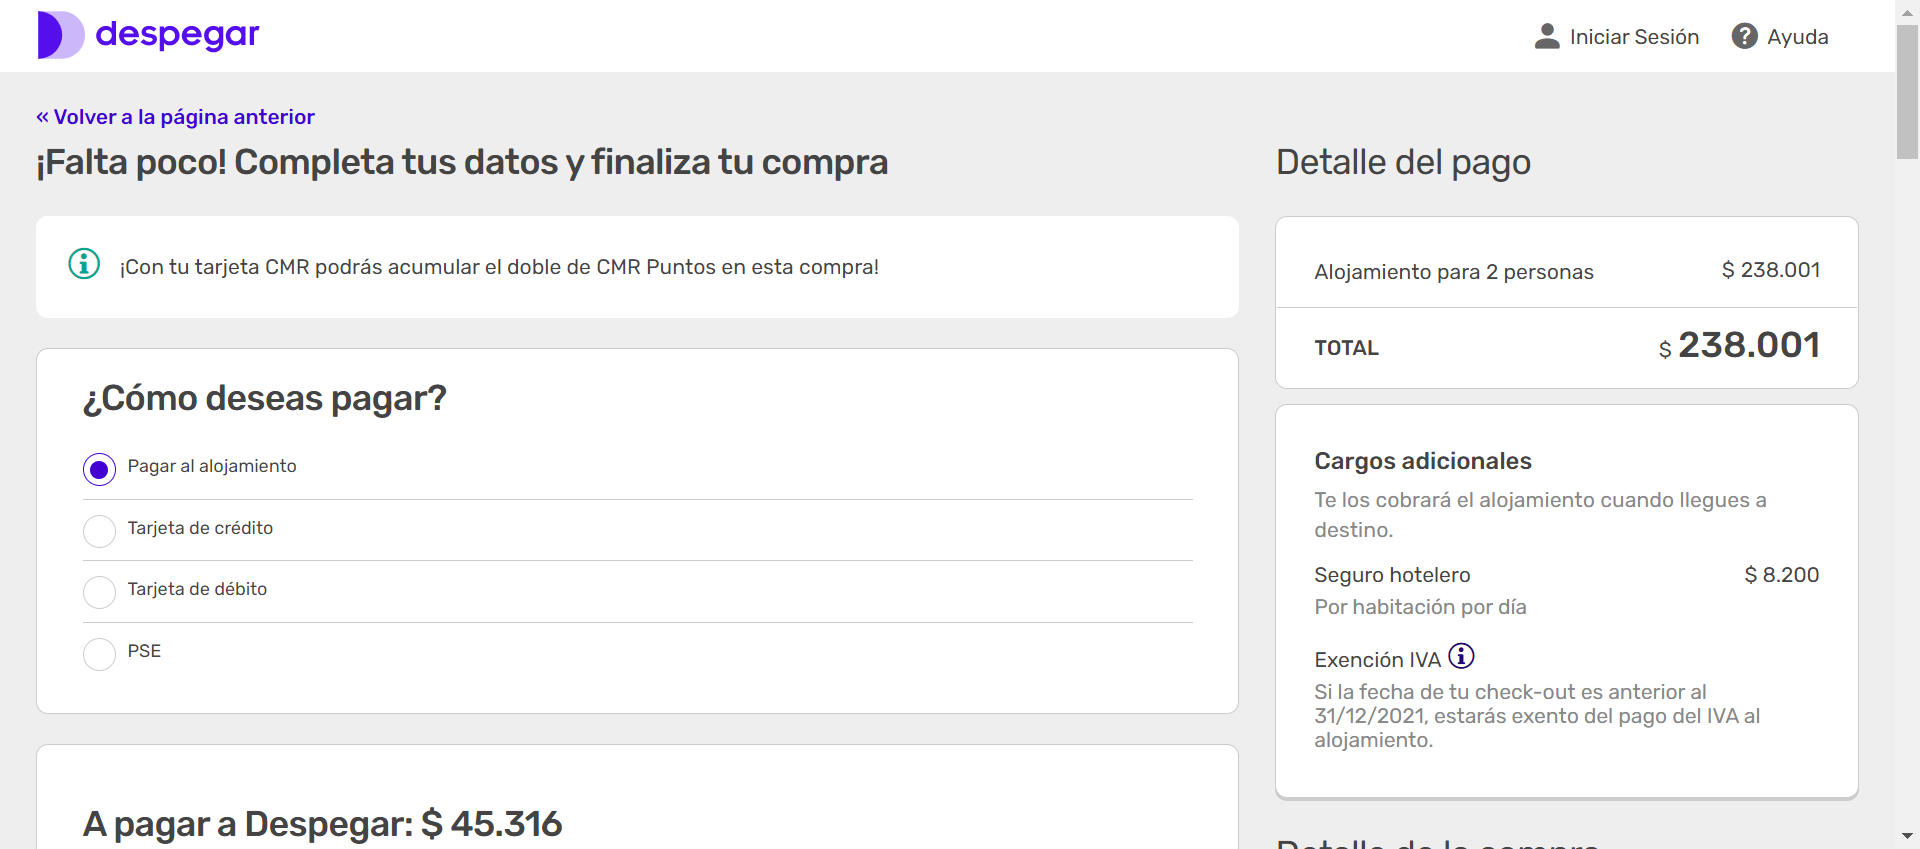 despegar
Iniciar Sesión
Ayuda
« Volver a la página anterior
¡Falta poco! Completa tus datos y finaliza tu compra
¡Con tu tarjeta CMR podrás acumular el doble de CMR Puntos en esta compra!
¿Cómo deseas pagar?
Pagar al alojamiento
Tarjeta de crédito
Tarjeta de débito
PSE
A pagar a Despegar: $ 45.316
Detalle del pago
Alojamiento para 2 personas $ 238.001
TOTAL $ 238.001
Cargos adicionales
Te los cobrará el alojamiento cuando llegues a
destino.
Seguro hotelero $ 8.200
Por habitación por día
Exención IVA
Si la fecha de tu check-out es anterior al
31/12/2021, estarás exento del pago del IVA al
alojamiento.
Detalle de la compra